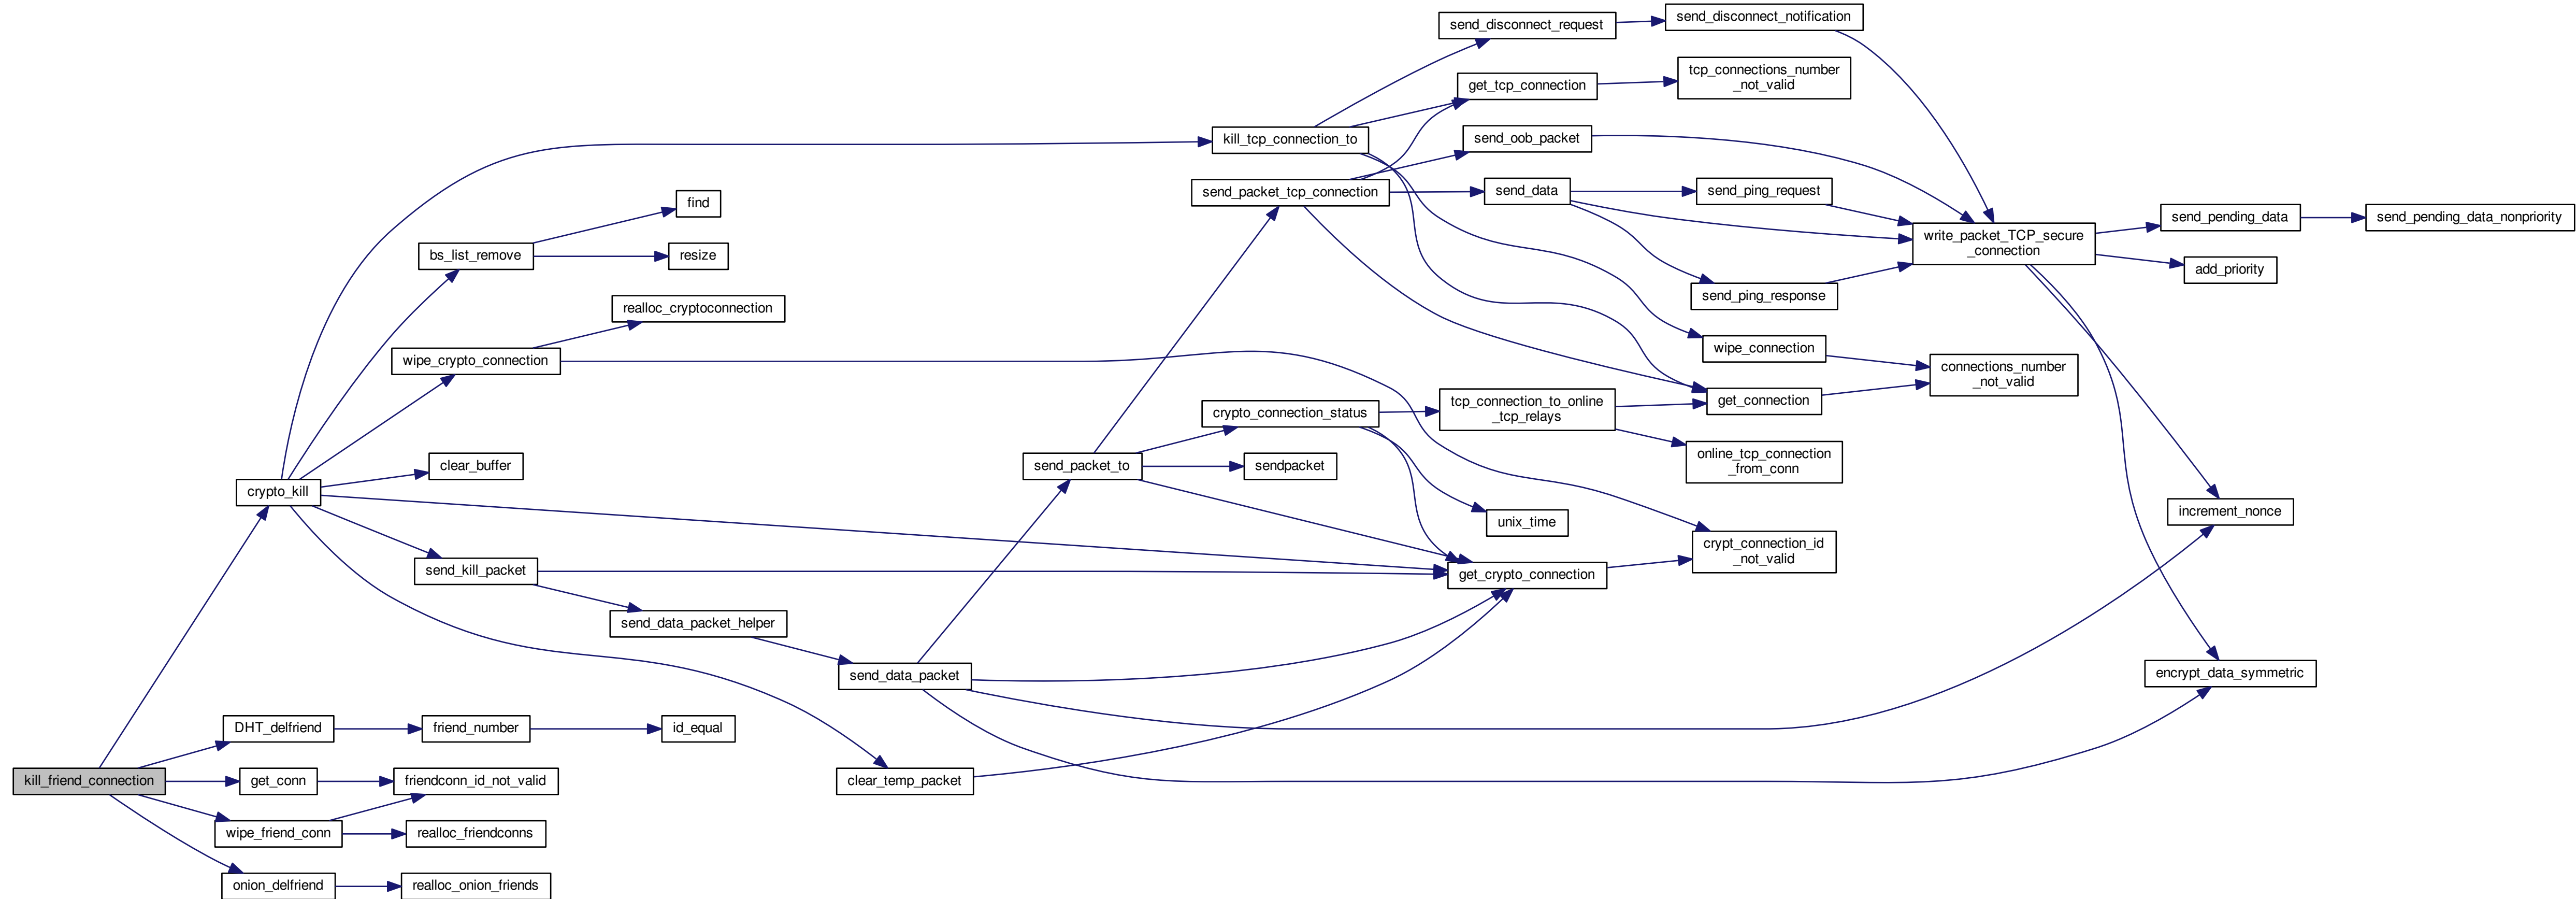 send_disconnect_notification
send_disconnect_request
tcp_connections_number
_not_valid
get_tcp_connection
kill_tcp_connection_to
send_oob_packet
send_packet_tcp_connection
send_data
send_ping_request
find
send_pending_data
send_pending_data_nonpriority
write_packet_TCP_secure
_connection
bs_list_remove
resize
add_priority
send_ping_response
realloc_cryptoconnection
wipe_connection
wipe_crypto_connection
connections_number
_not_valid
get_connection
tcp_connection_to_online
_tcp_relays
crypto_connection_status
online_tcp_connection
_from_conn
clear_buffer
send_packet_to
sendpacket
crypto_kill
increment_nonce
unix_time
crypt_connection_id
_not_valid
send_kill_packet
get_crypto_connection
send_data_packet_helper
send_data_packet
encrypt_data_symmetric
DHT_delfriend
friend_number
id_equal
kill_friend_connection
get_conn
friendconn_id_not_valid
clear_temp_packet
wipe_friend_conn
realloc_friendconns
onion_delfriend
realloc_onion_friends